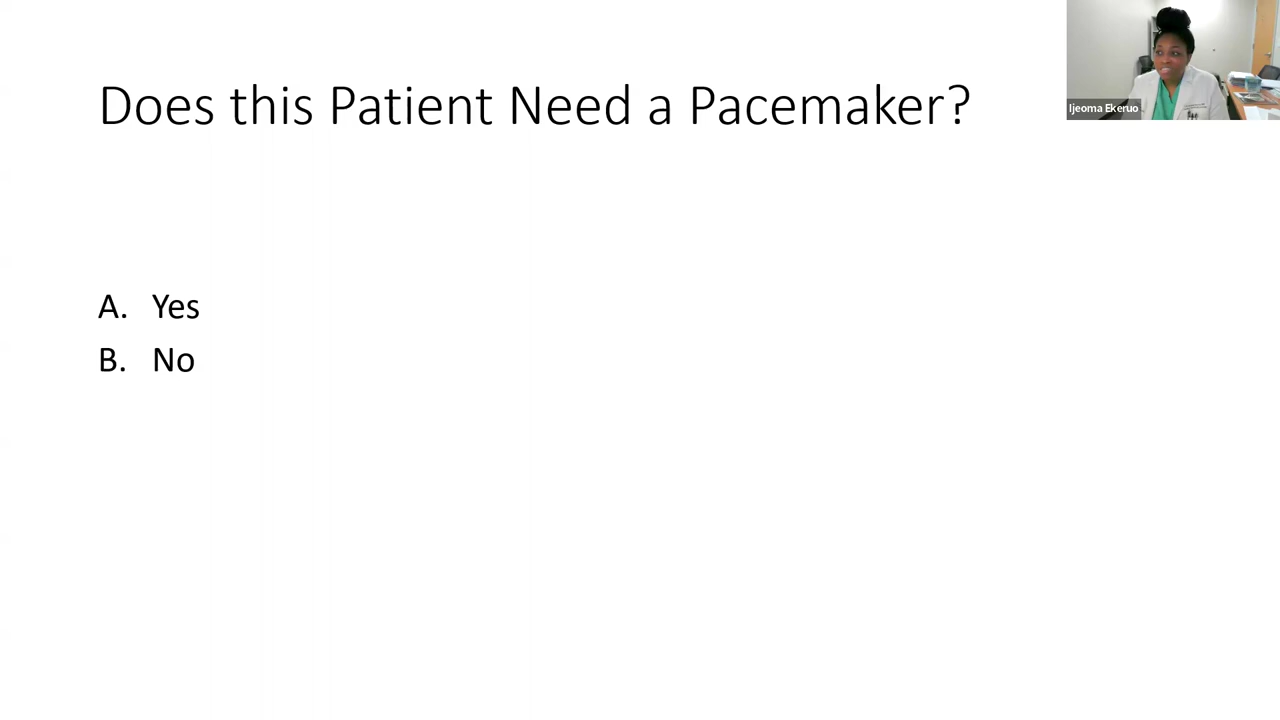 Does this Patient Need a Pacemaker?
Ijeoma Ekeruo
A. Yes
B. No